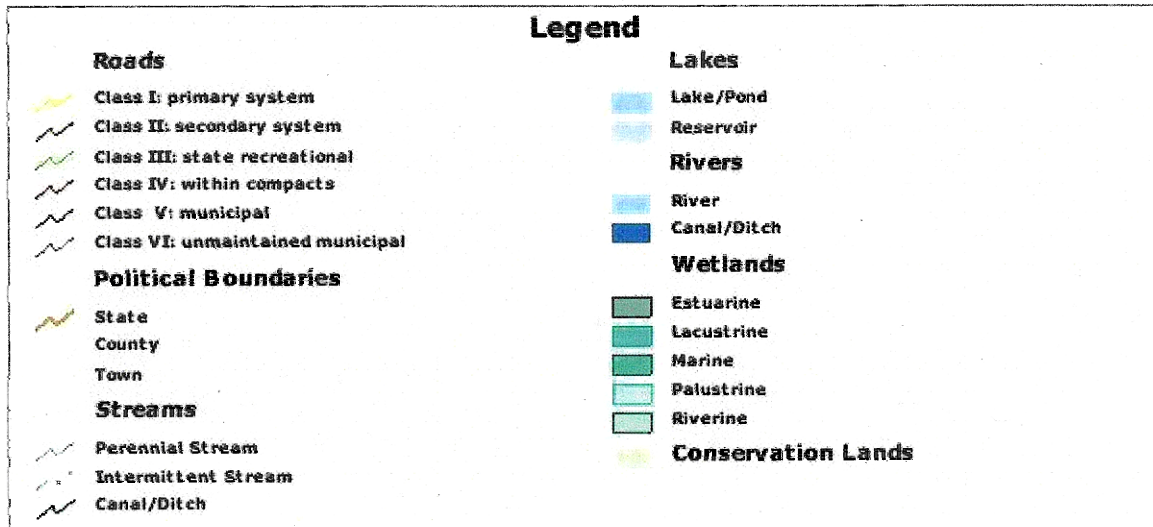 Legend
Roads
Class I: primary system
Class II: secondary system
Class III: state recreational
Class IV: within compacts
Class V: municipal
Class VI: unmaintained municipal
Political Boundaries
State
County
Town
Streams
Perennial Stream
Intermittent Stream
Canal/Ditch
Lakes
Lake/Pond
Reservoir
Rivers
River
Canal/Ditch
Wetlands
Estuarine
Lacustrine
Marine
Palustrine
Riverine
Conservation Lands